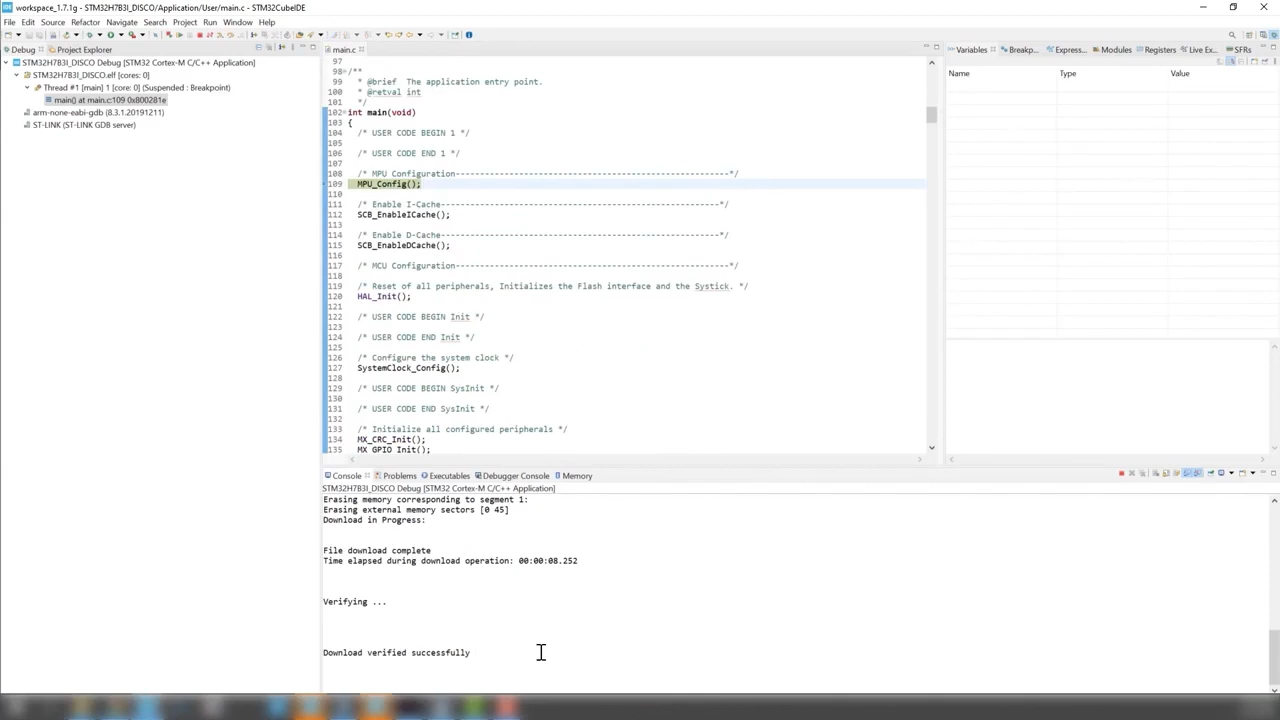 workspace_1.7.1g - STM32H7B3I_DISCO/Application/User/main.c - STM32CubeIDE
File Edit Source Refactor Navigate Search Project Run Window Help
Debug Project Explorer
STM32H7B3I_DISCO Debug [STM32 Cortex-M C/C++ Application]
STM32H7B3I_DISCO.elf [cores: 0]
Thread #1 [main] 1 [core: 0] (Suspended : Breakpoint)
main() at main.c:109 0x800281e
arm-none-eabi-gdb (8.3.1.20191211)
ST-LINK (ST-LINK GDB server)
main.c
97
98 /**
99 * @brief The application entry point.
100 * @retval int
101 */
102 int main(void)
103 {
104 /* USER CODE BEGIN 1 */
105
106 /* USER CODE END 1 */
107
108 /* MPU Configuration--------------------------------------------------------*/
109 MPU_Config();
110
111 /* Enable I-Cache---------------------------------------------------------*/
112 SCB_EnableICache();
113
114 /* Enable D-Cache---------------------------------------------------------*/
115 SCB_EnableDCache();
116
117 /* MCU Configuration--------------------------------------------------------*/
118
119 /* Reset of all peripherals, Initializes the Flash interface and the Systick. */
120 HAL_Init();
121
122 /* USER CODE BEGIN Init */
123
124 /* USER CODE END Init */
125
126 /* Configure the system clock */
127 SystemClock_Config();
128
129 /* USER CODE BEGIN SysInit */
130
131 /* USER CODE END SysInit */
132
133 /* Initialize all configured peripherals */
134 MX_CRC_Init();
135 MX_GPIO_Init();
Variables Breakp... Express... Modules Registers Live Ex... SFRs
Name Type Value
Console Problems Executables Debugger Console Memory
STM32H7B3I_DISCO Debug [STM32 Cortex-M C/C++ Application]
Erasing memory corresponding to segment 1:
Erasing external memory sectors [0 45]
Download in Progress:
File download complete
Time elapsed during download operation: 00:00:08.252
Verifying ...
Download verified successfully